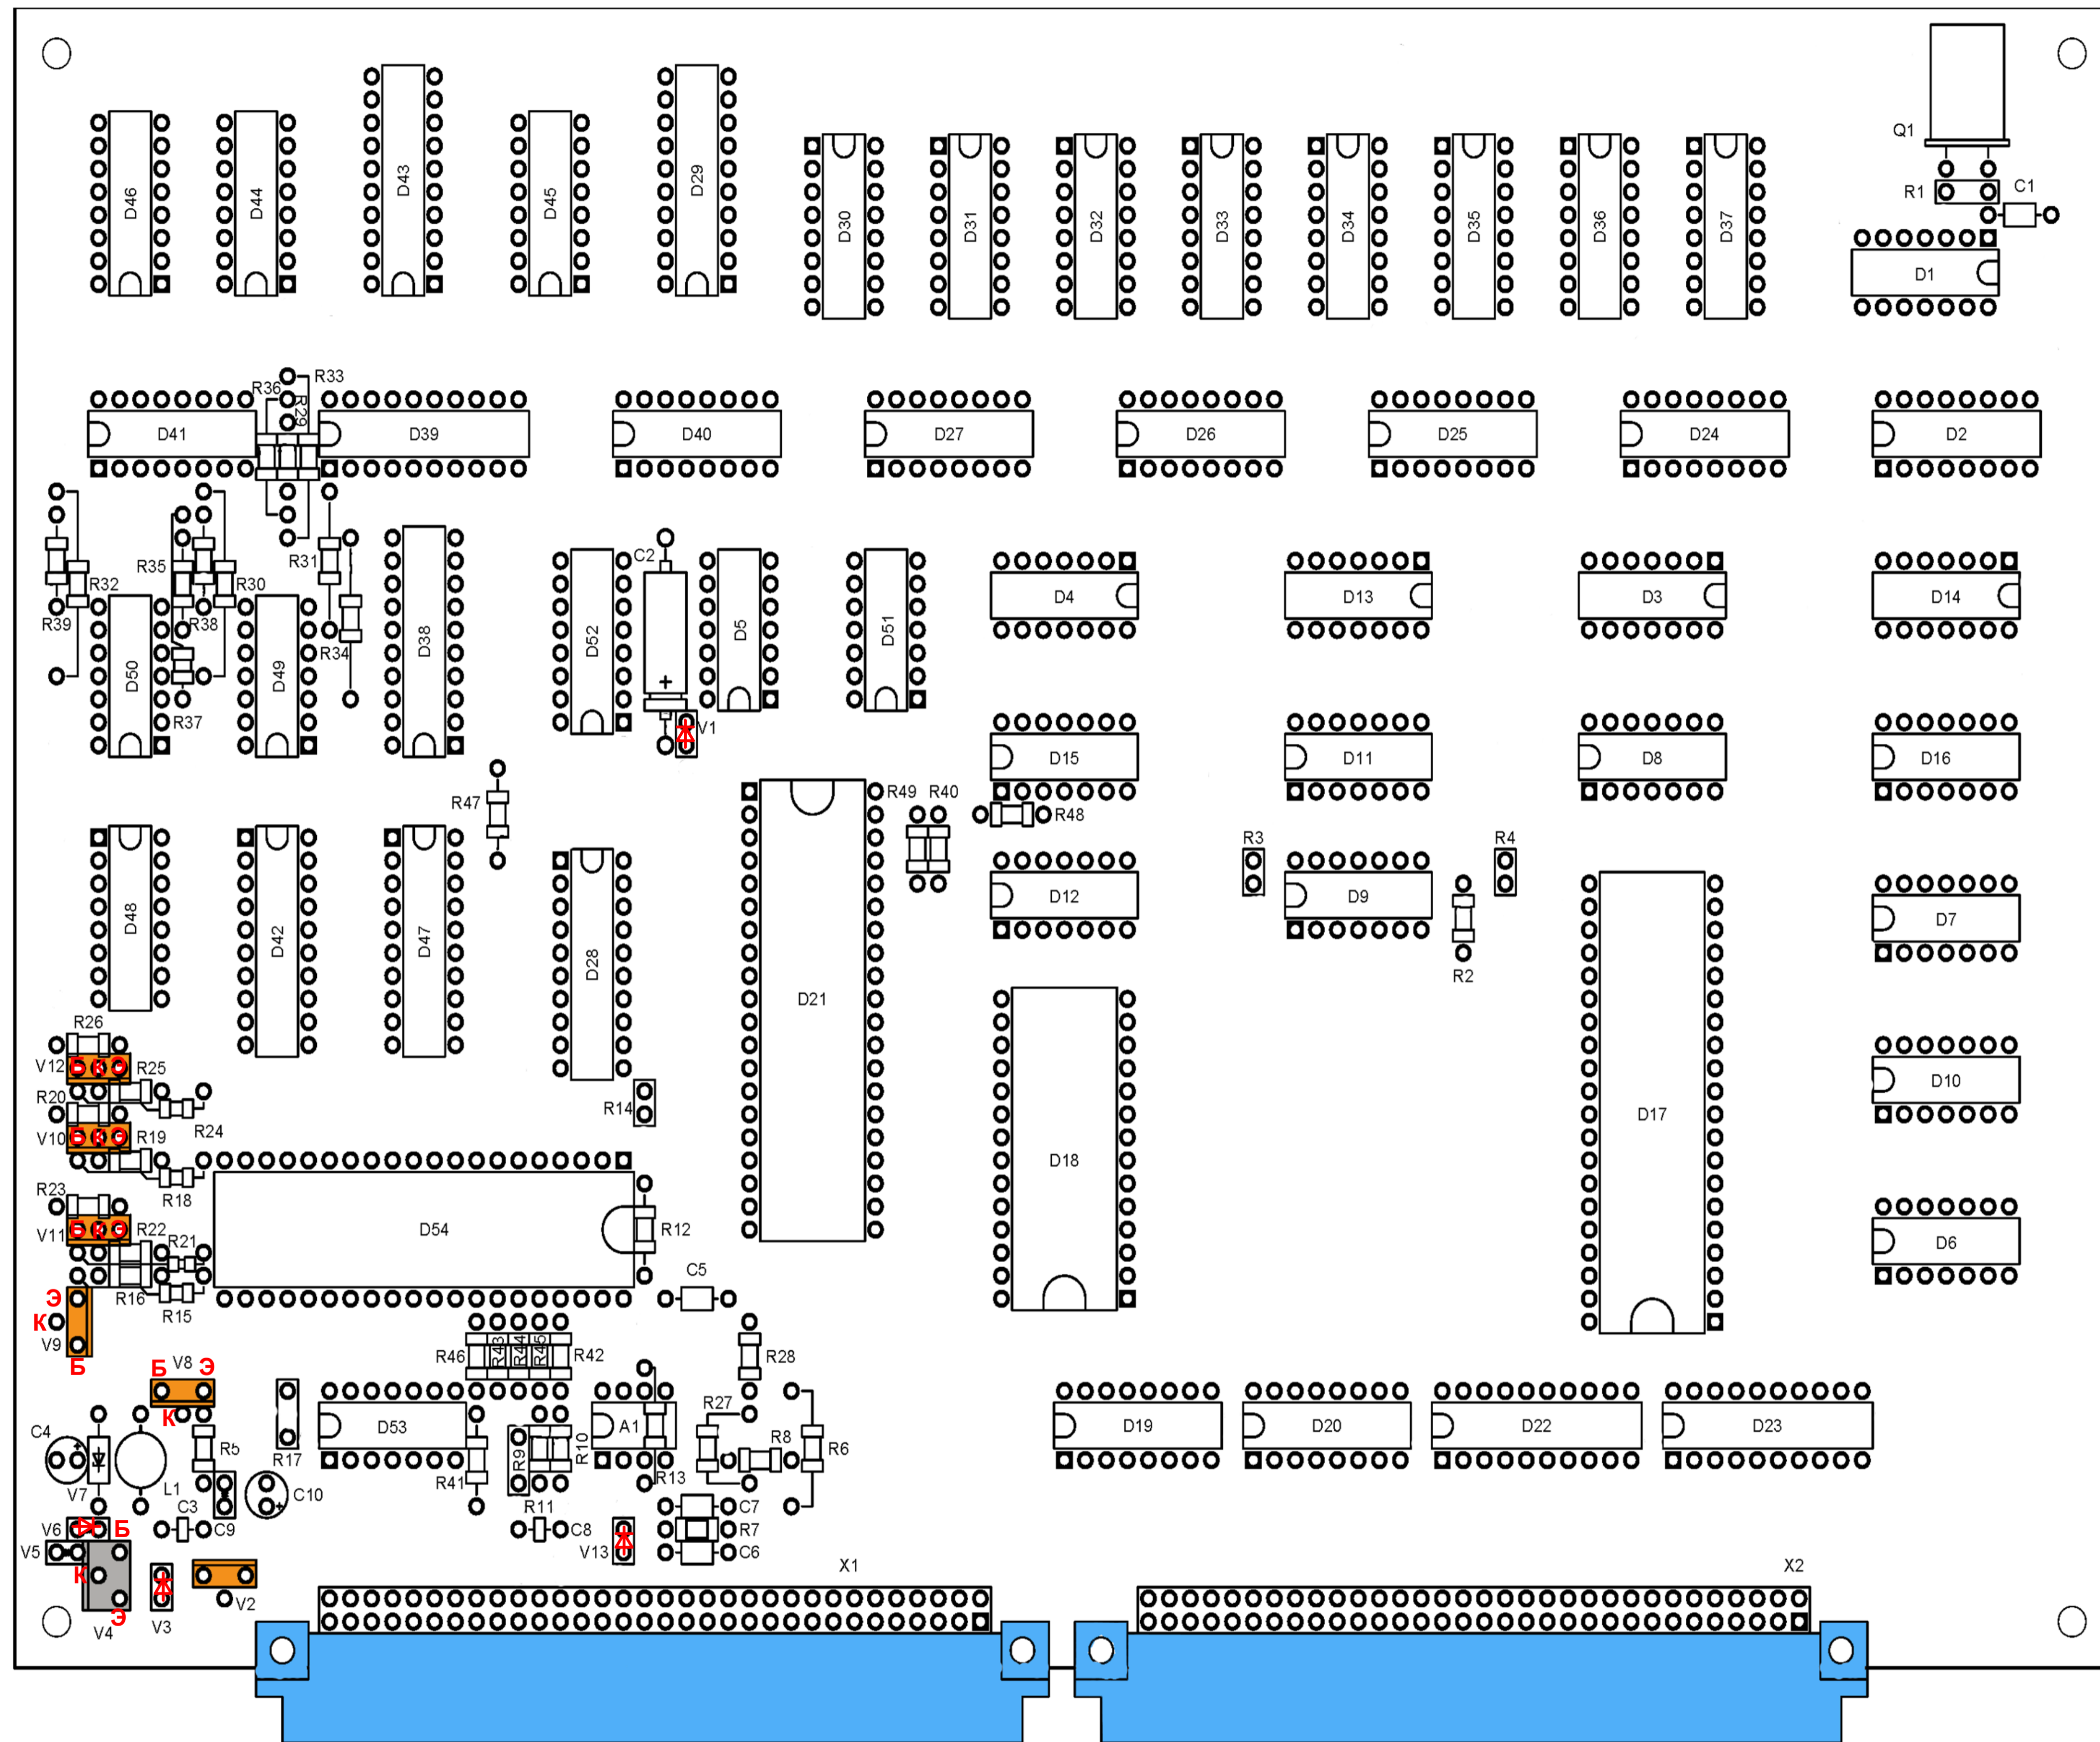 Q1
D46
D44
D43
D45
D29
D30
D31
D32
D33
D34
D35
D36
D37
R1
C1
D1
R36
R33
R29
D41
D39
D40
D27
D26
D25
D24
D2
R32
R35
R30
R31
C2
R39
R38
R34
D50
D49
D38
D52
D5
D51
D4
D13
D3
D14
R37
+
V1
D15
D11
D8
D16
R47
R49
R40
R48
R3
R4
D48
D42
D47
D28
D21
D12
D9
R2
D7
R26
V12
Б К Э
R25
R20
R24
R14
V10
Б К Э
R19
R18
D10
D17
D18
R23
V11
Б К Э
R22
R21
D54
R12
D6
R16
R15
C5
Э
К
V9
Б
R46
R43
R44
R45
R42
R28
Б
V8
Э
К
C4
+
R5
R17
D53
R41
R9
R10
A1
R13
R27
R8
R6
D19
D20
D22
D23
V7
L1
C10
+
C3
R11
C7
V6
Б
C9
C8
R7
V5
V13
C6
К
X1
X2
Э
V4
V3
V2